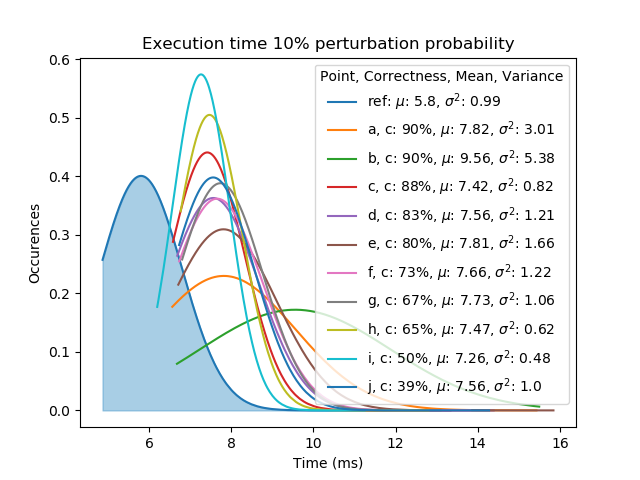 Execution time 10% perturbation probability
0.6
0.5
0.4
0.3
0.2
0.1
0.0
Occurences
Point, Correctness, Mean, Variance
ref: μ: 5.8, σ²: 0.99
a, c: 90%, μ: 7.82, σ²: 3.01
b, c: 90%, μ: 9.56, σ²: 5.38
c, c: 88%, μ: 7.42, σ²: 0.82
d, c: 83%, μ: 7.56, σ²: 1.21
e, c: 80%, μ: 7.81, σ²: 1.66
f, c: 73%, μ: 7.66, σ²: 1.22
g, c: 67%, μ: 7.73, σ²: 1.06
h, c: 65%, μ: 7.47, σ²: 0.62
i, c: 50%, μ: 7.26, σ²: 0.48
j, c: 39%, μ: 7.56, σ²: 1.0
6 8 10 12 14 16
Time (ms)